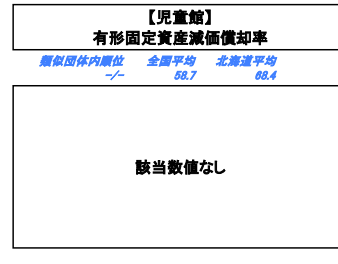 【児童館】
有形固定資産減価償却率
類似団体内順位 全国平均 北海道平均
-/- 58.7 68.4
該当数値なし